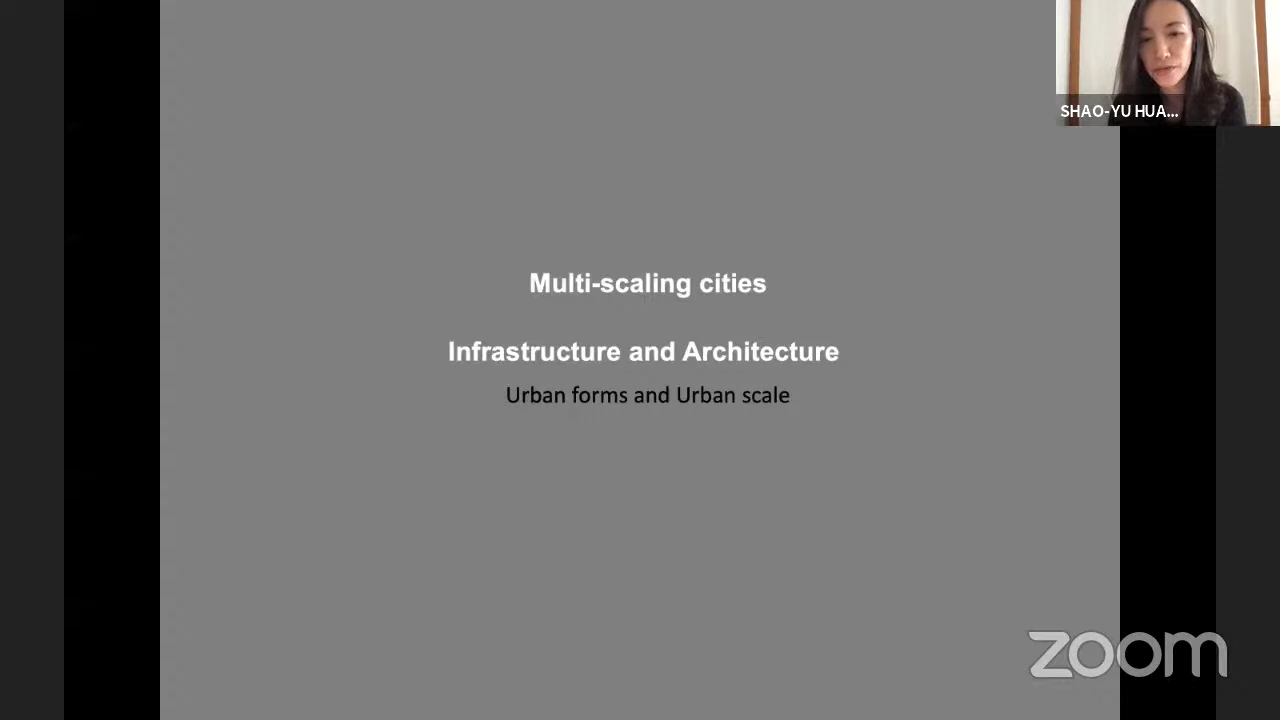 SHAO-YU HUA...
Multi-scaling cities
Infrastructure and Architecture
Urban forms and Urban scale
zoom